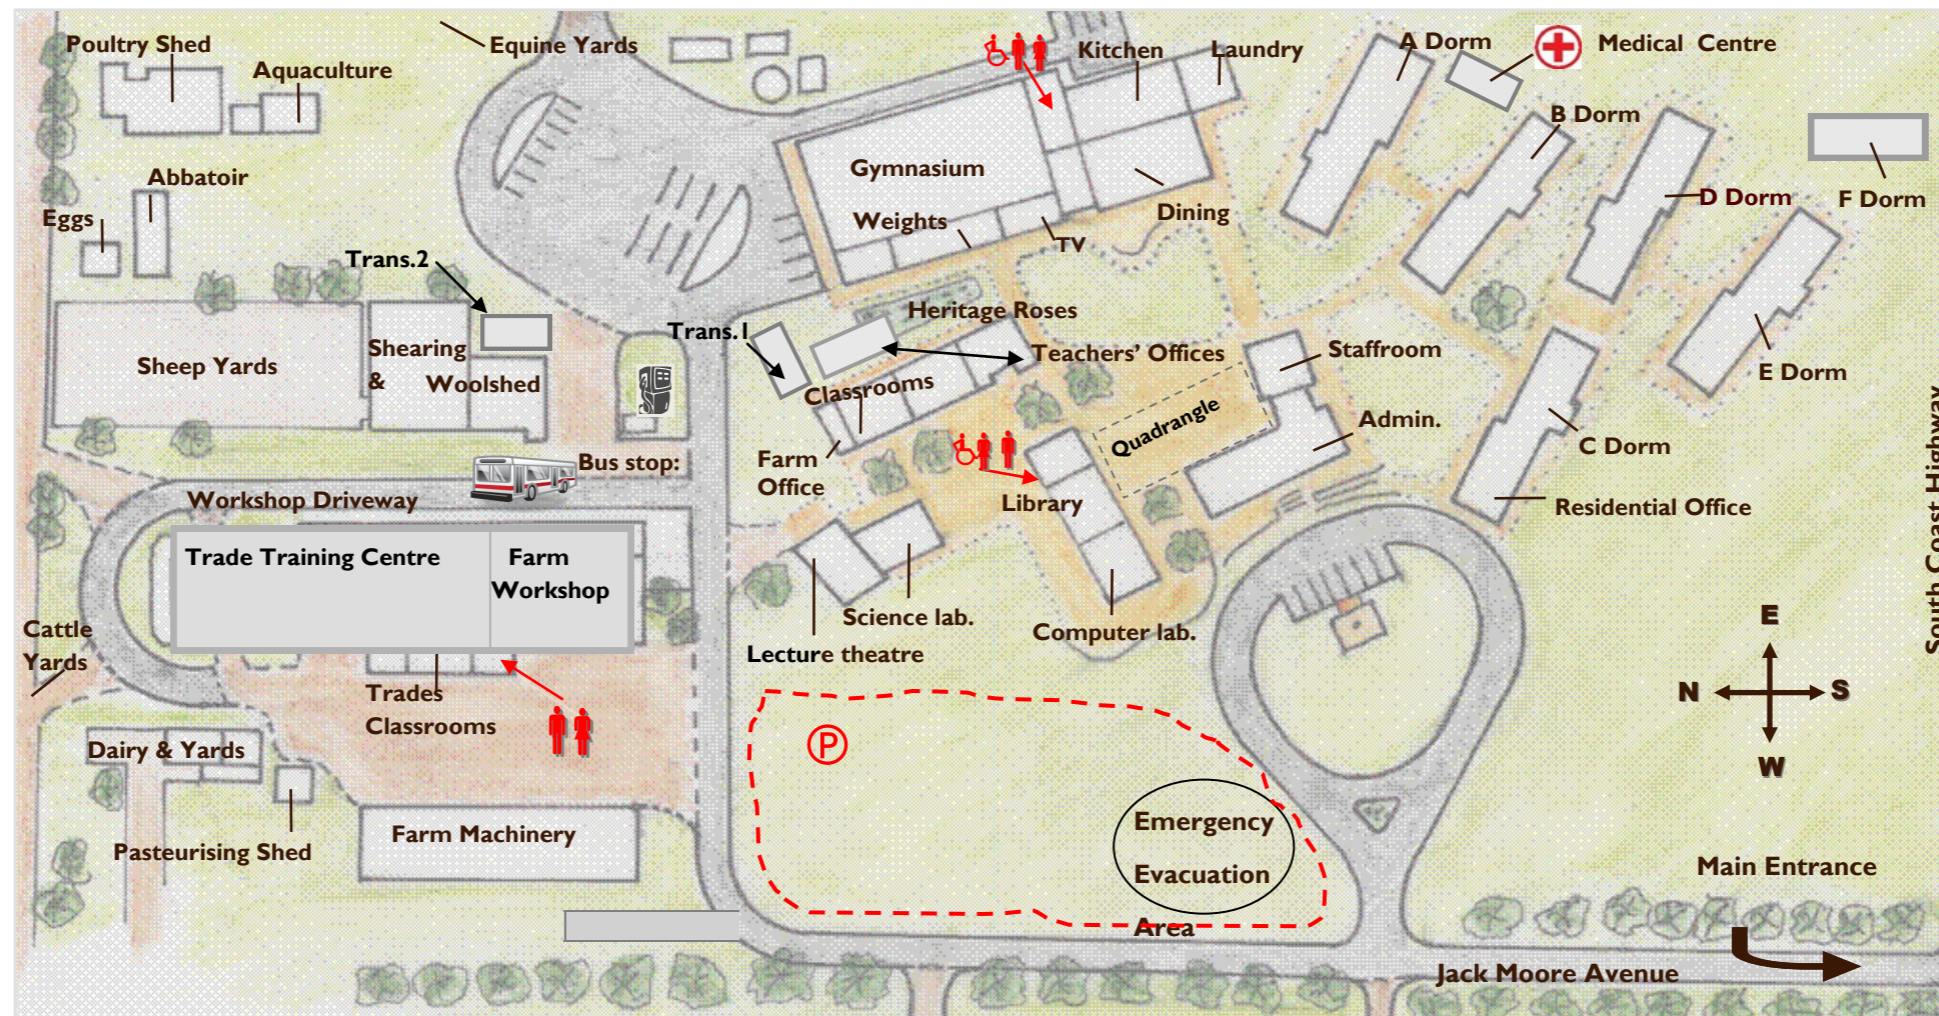 Poultry Shed
Equine Yards
Kitchen
Laundry
A Dorm
Medical Centre
Aquaculture
B Dorm
Abbatoir
Gymnasium
D Dorm
F Dorm
Eggs
Weights
Dining
TV
Trans.2
Heritage Roses
Trans.1
Teachers' Offices
Staffroom
Shearing
&
Woolshed
Sheep Yards
E Dorm
Classrooms
Quadrangle
Admin.
C Dorm
South Coast Highway
Bus stop:
Farm
Office
Workshop Driveway
Library
Residential Office
Trade Training Centre
Farm
Workshop
Science lab.
Computer lab.
Lecture theatre
Cattle
Yards
E
N
S
W
Trades
Classrooms
P
Dairy & Yards
Emergency
Evacuation
Area
Farm Machinery
Pasteurising Shed
Main Entrance
Jack Moore Avenue